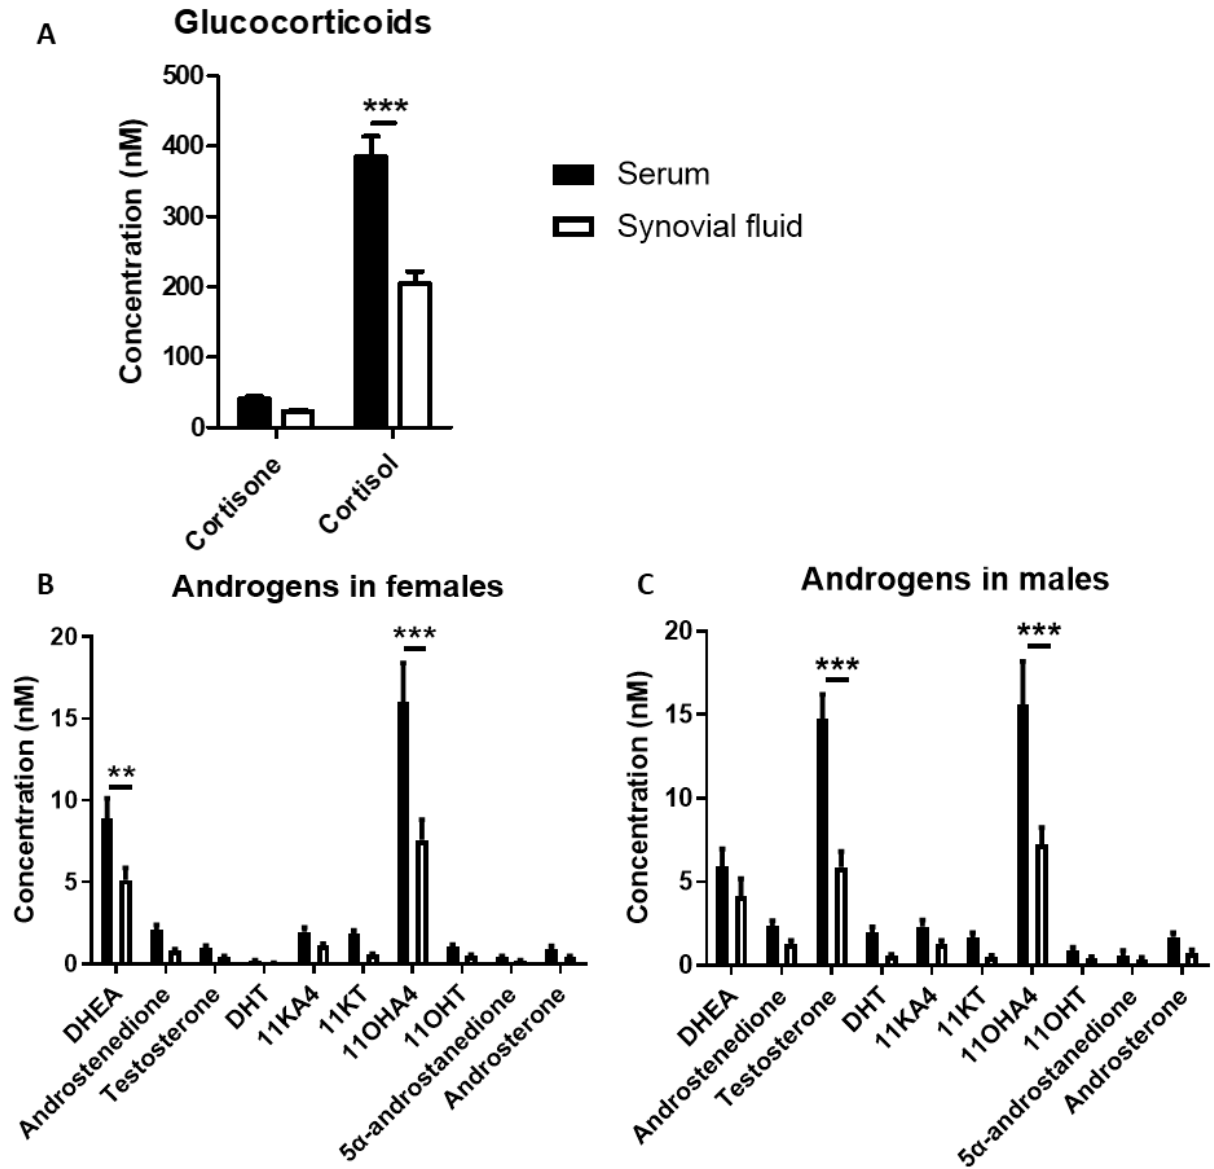 A
Glucocorticoids
Concentration (nM)
500
400
300
200
100
0
***
Cortisone
Cortisol
Serum
Synovial fluid
B
Androgens in females
Concentration (nM)
20
15
10
5
0
**
***
DHEA
Androstenedione
Testosterone
DHT
11KA4
11KT
11OHA4
11OHT
5α-androstanedione
Androsterone
C
Androgens in males
Concentration (nM)
20
15
10
5
0
***
***
DHEA
Androstenedione
Testosterone
DHT
11KA4
11KT
11OHA4
11OHT
5α-androstanedione
Androsterone